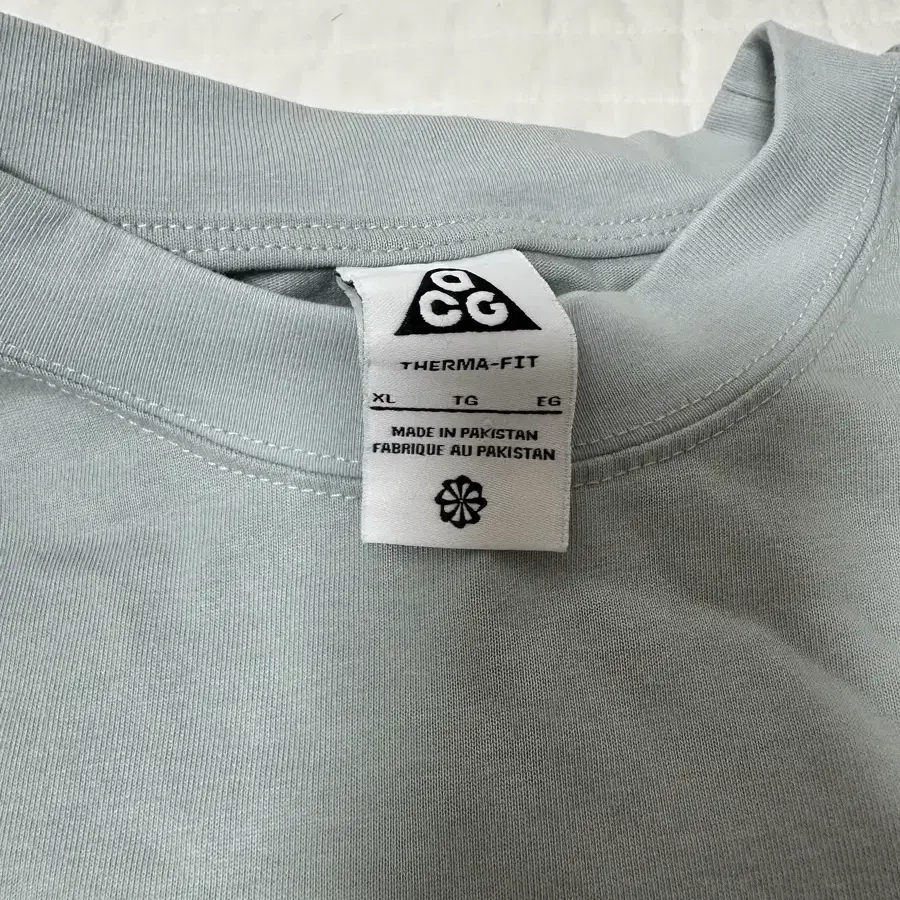 aCG
THERMA-FIT
XL TG EG
MADE IN PAKISTAN
FABRIQUE AU PAKISTAN